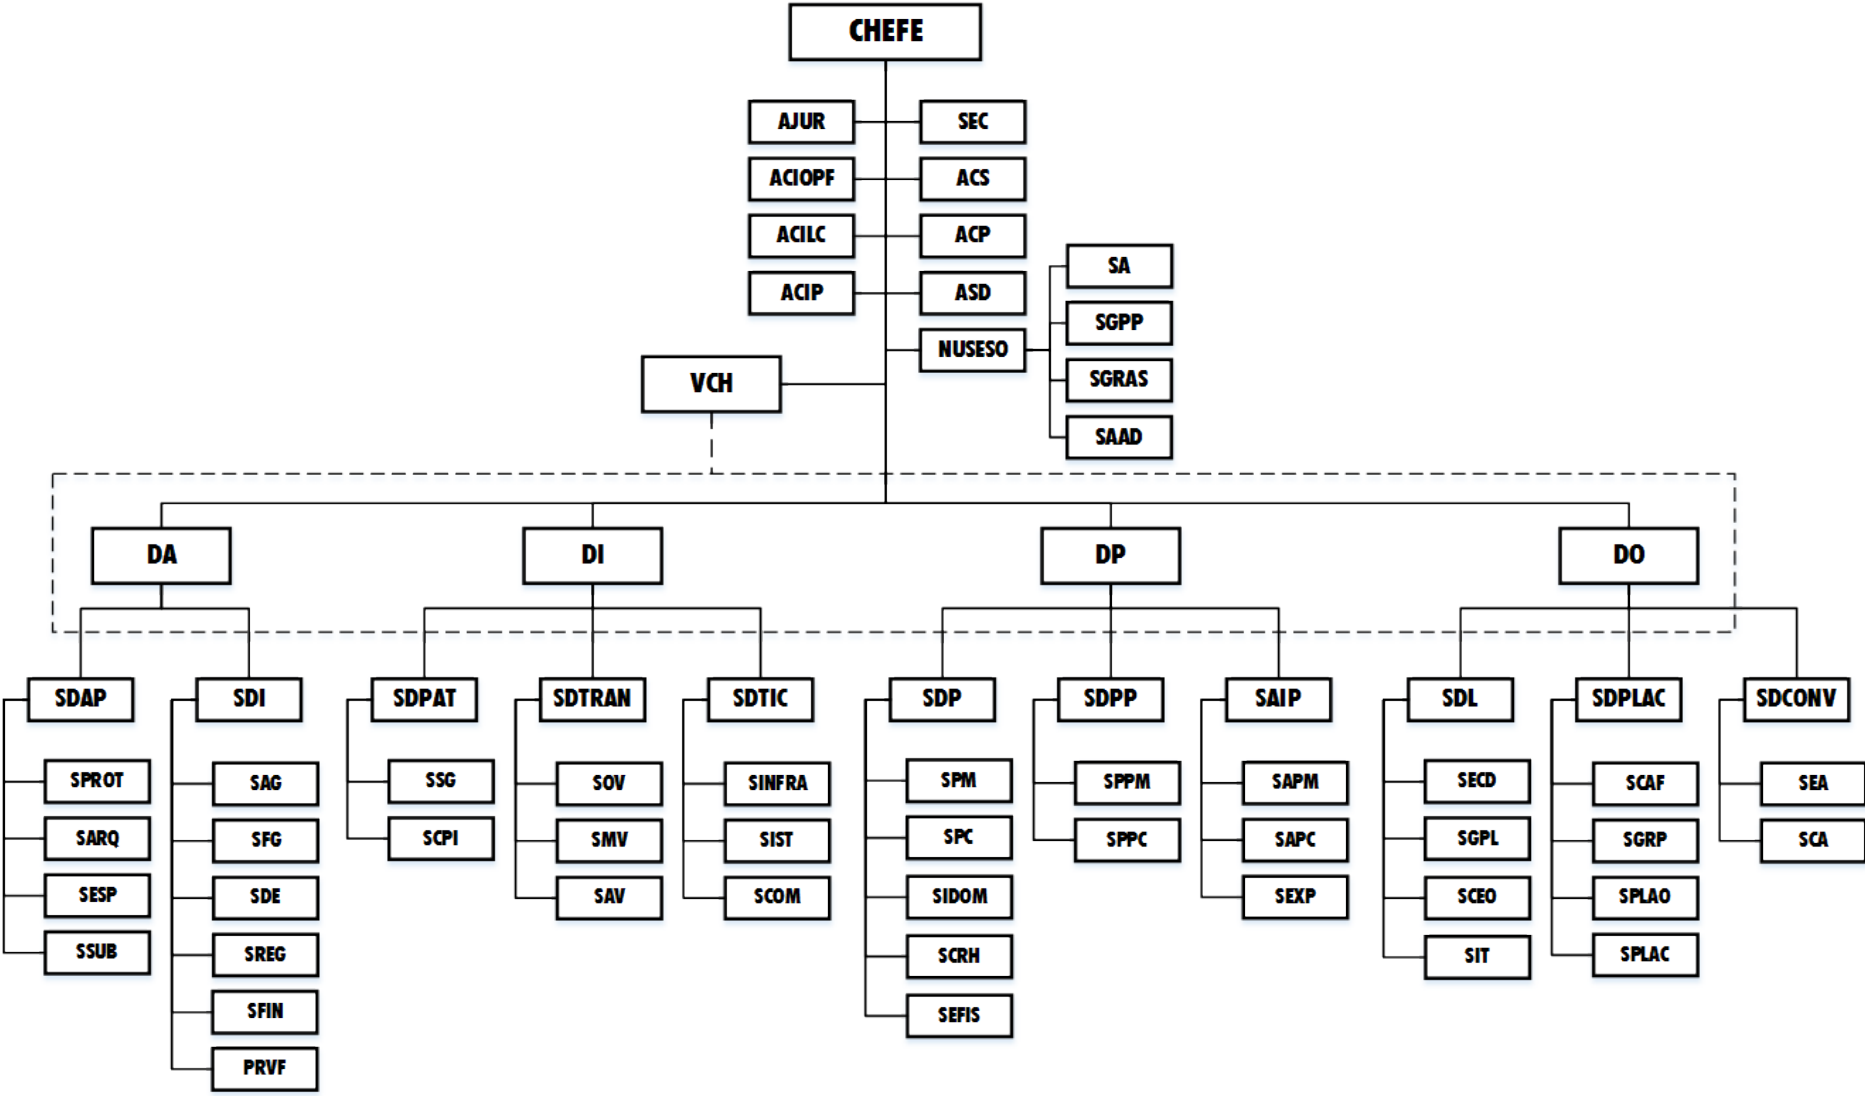 CHEFE
AJUR
SEC
ACIOPF
ACS
ACILC
ACP
SA
ACIP
ASD
SGPP
NUSESO
VCH
SGRAS
SAAD
DA
DI
DP
DO
SDAP
SDI
SDPAT
SDTRAN
SDTIC
SDP
SDPP
SAIP
SDL
SDPLAC
SDCONV
SPROT
SAG
SSG
SOV
SINFRA
SPM
SPPM
SAPM
SECD
SCAF
SEA
SARQ
SFG
SCPI
SMV
SIST
SPC
SPPC
SAPC
SGPL
SGRP
SCA
SESP
SDE
SAV
SCOM
SIDOM
SEXP
SCEO
SPLAO
SSUB
SREG
SCRH
SIT
SPLAC
SFIN
SEFIS
PRVF